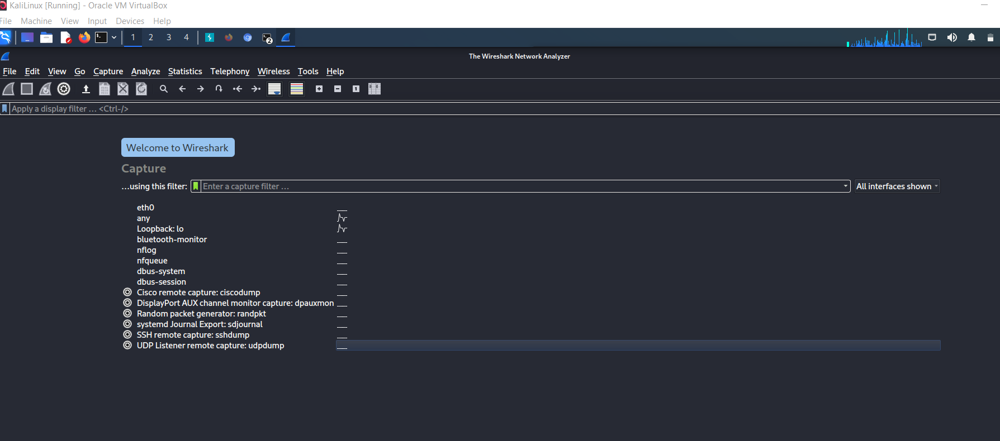 KaliLinux [Running] - Oracle VM VirtualBox
File Machine View Input Devices Help
1 2 3 4 2
The Wireshark Network Analyzer
File Edit View Go Capture Analyze Statistics Telephony Wireless Tools Help
1
Apply a display filter … <Ctrl-/>
Welcome to Wireshark
Capture
…using this filter: Enter a capture filter … All interfaces shown
eth0
any
Loopback: lo
bluetooth-monitor
nflog
nfqueue
dbus-system
dbus-session
Cisco remote capture: ciscodump
DisplayPort AUX channel monitor capture: dpauxmon
Random packet generator: randpkt
systemd Journal Export: sdjournal
SSH remote capture: sshdump
UDP Listener remote capture: udpdump